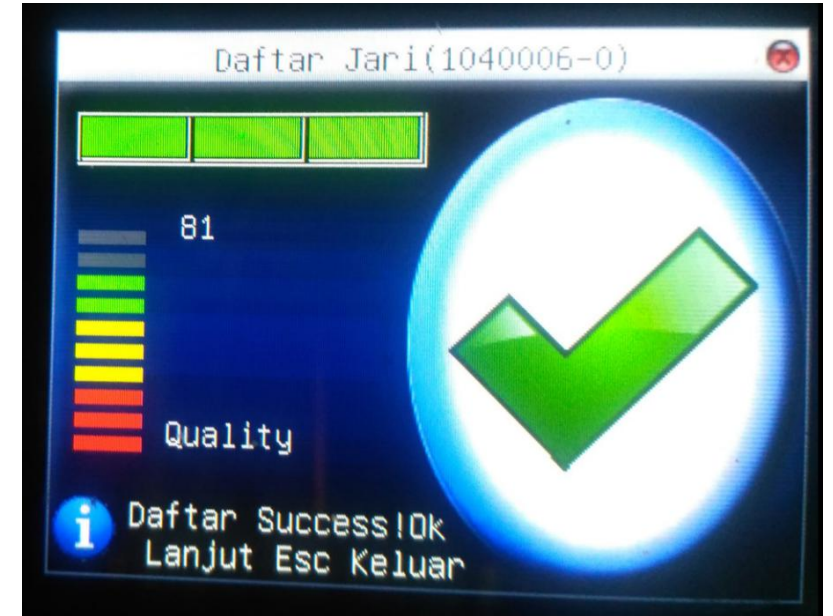 Daftar Jari(1040006-0)
81
Quality
Daftar Success!Ok
Lanjut Esc Keluar